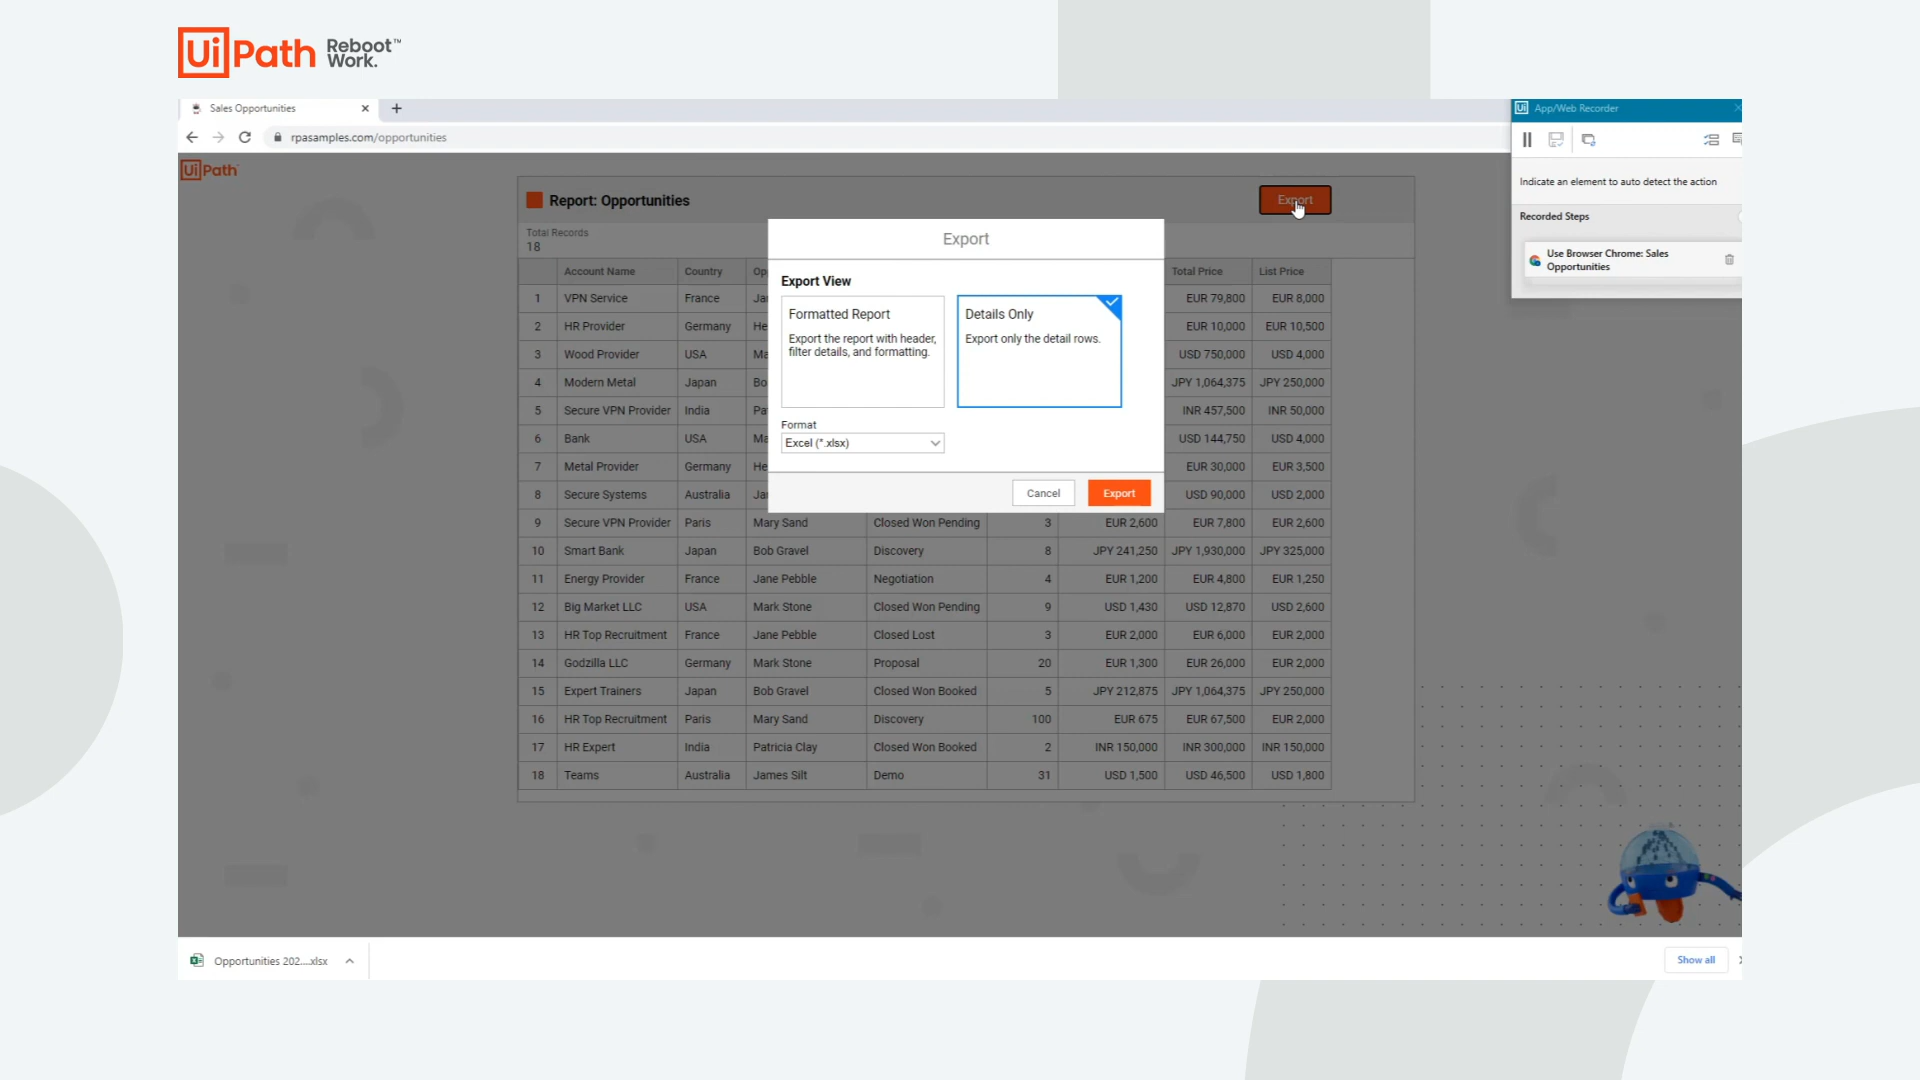 UiPath Reboot™ Work.
Sales Opportunities
rpasamples.com/opportunities
UiPath
Report: Opportunities
Export
Total Records
18
Account Name Country Op Total Price List Price
1 VPN Service France Ja EUR 79,800 EUR 8,000
2 HR Provider Germany He EUR 10,000 EUR 10,500
3 Wood Provider USA Ma USD 750,000 USD 4,000
4 Modern Metal Japan Bo JPY 1,064,375 JPY 250,000
5 Secure VPN Provider India Pa INR 457,500 INR 50,000
6 Bank USA Ma USD 144,750 USD 4,000
7 Metal Provider Germany He EUR 30,000 EUR 3,500
8 Secure Systems Australia Ja USD 90,000 USD 2,000
9 Secure VPN Provider Paris Mary Sand Closed Won Pending 3 EUR 2,600 EUR 7,800 EUR 2,600
10 Smart Bank Japan Bob Gravel Discovery 8 JPY 241,250 JPY 1,930,000 JPY 325,000
11 Energy Provider France Jane Pebble Negotiation 4 EUR 1,200 EUR 4,800 EUR 1,250
12 Big Market LLC USA Mark Stone Closed Won Pending 9 USD 1,430 USD 12,870 USD 2,600
13 HR Top Recruitment France Jane Pebble Closed Lost 3 EUR 2,000 EUR 6,000 EUR 2,000
14 Godzilla LLC Germany Mark Stone Proposal 20 EUR 1,300 EUR 26,000 EUR 2,000
15 Expert Trainers Japan Bob Gravel Closed Won Booked 5 JPY 212,875 JPY 1,064,375 JPY 250,000
16 HR Top Recruitment Paris Mary Sand Discovery 100 EUR 675 EUR 67,500 EUR 2,000
17 HR Expert India Patricia Clay Closed Won Booked 2 INR 150,000 INR 300,000 INR 150,000
18 Teams Australia James Silt Demo 31 USD 1,500 USD 46,500 USD 1,800
Export
Export View
Formatted Report
Export the report with header,
filter details, and formatting.
Details Only
Export only the detail rows.
Format
Excel (*.xlsx)
Cancel Export
Ui App/Web Recorder
Indicate an element to auto detect the action
Recorded Steps
Use Browser Chrome: Sales
Opportunities
Opportunities 202....xlsx
Show all